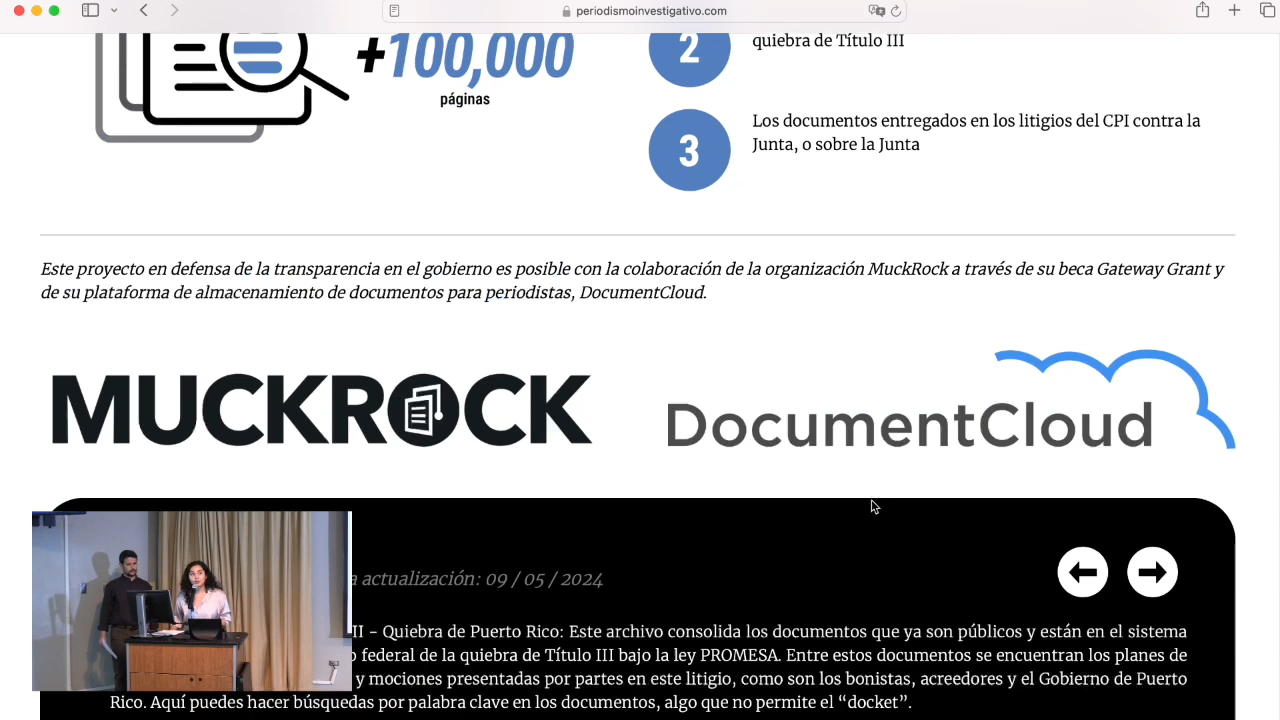 periodismoinvestigativo.com
+100,000
páginas
2
quiebra de Título III
3
Los documentos entregados en los litigios del CPI contra la
Junta, o sobre la Junta
Este proyecto en defensa de la transparencia en el gobierno es posible con la colaboración de la organización MuckRock a través de su beca Gateway Grant y
de su plataforma de almacenamiento de documentos para periodistas, DocumentCloud.
MUCKROCK
DocumentCloud
actualización: 09 / 05 / 2024
II - Quiebra de Puerto Rico: Este archivo consolida los documentos que ya son públicos y están en el sistema
federal de la quiebra de Título III bajo la ley PROMESA. Entre estos documentos se encuentran los planes de
y mociones presentadas por partes en este litigio, como son los bonistas, acreedores y el Gobierno de Puerto
Rico. Aquí puedes hacer búsquedas por palabra clave en los documentos, algo que no permite el “docket”.